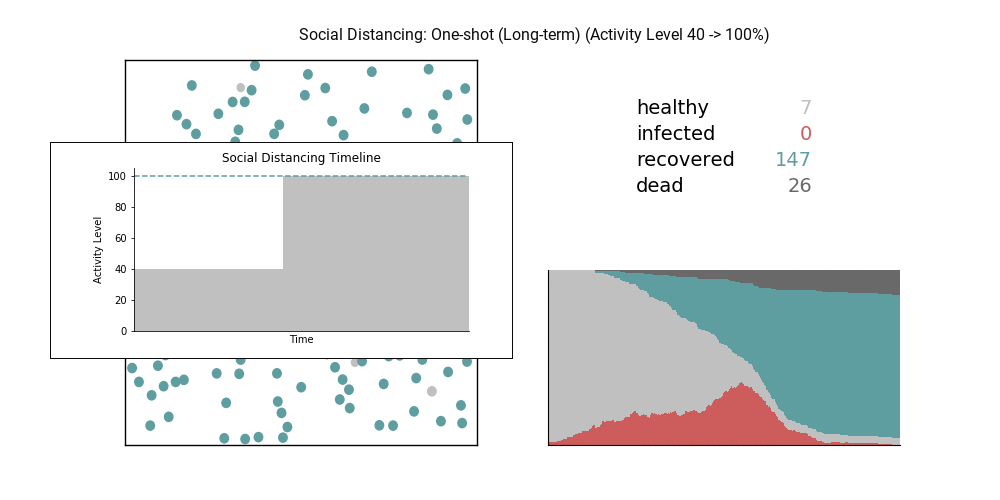 Social Distancing: One-shot (Long-term) (Activity Level 40 -> 100%)
healthy 7
infected 0
recovered 147
dead 26
Social Distancing Timeline
100
80
60
40
20
0
Activity Level
Time